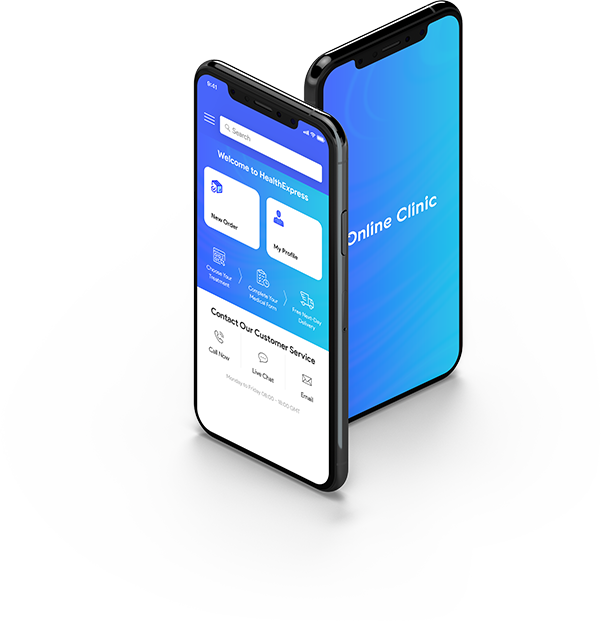 9:41
Search
Welcome to HealthExpress
New Order
My Profile
Choose Your
Treatment
Complete Your
Medical Form
Free Next-Day
Delivery
Contact Our Customer Service
Call Now
Live Chat
Email
Monday to Friday 08:00 - 18:00 GMT
Online Clinic